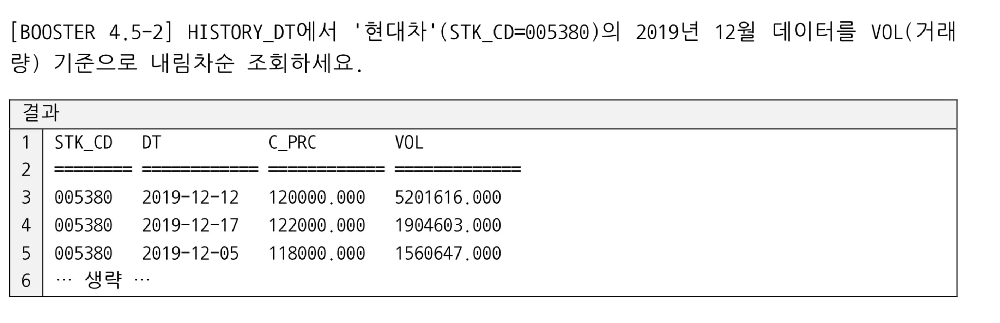 [BOOSTER 4.5-2] HISTORY_DT에서 '현대차'(STK_CD=005380)의 2019년 12월 데이터를 VOL(거래
량) 기준으로 내림차순 조회하세요.
결과
1 STK_CD DT C_PRC VOL
2 ======== ============ ============ =============
3 005380 2019-12-12 120000.000 5201616.000
4 005380 2019-12-17 122000.000 1904603.000
5 005380 2019-12-05 118000.000 1560647.000
6 … 생략 …